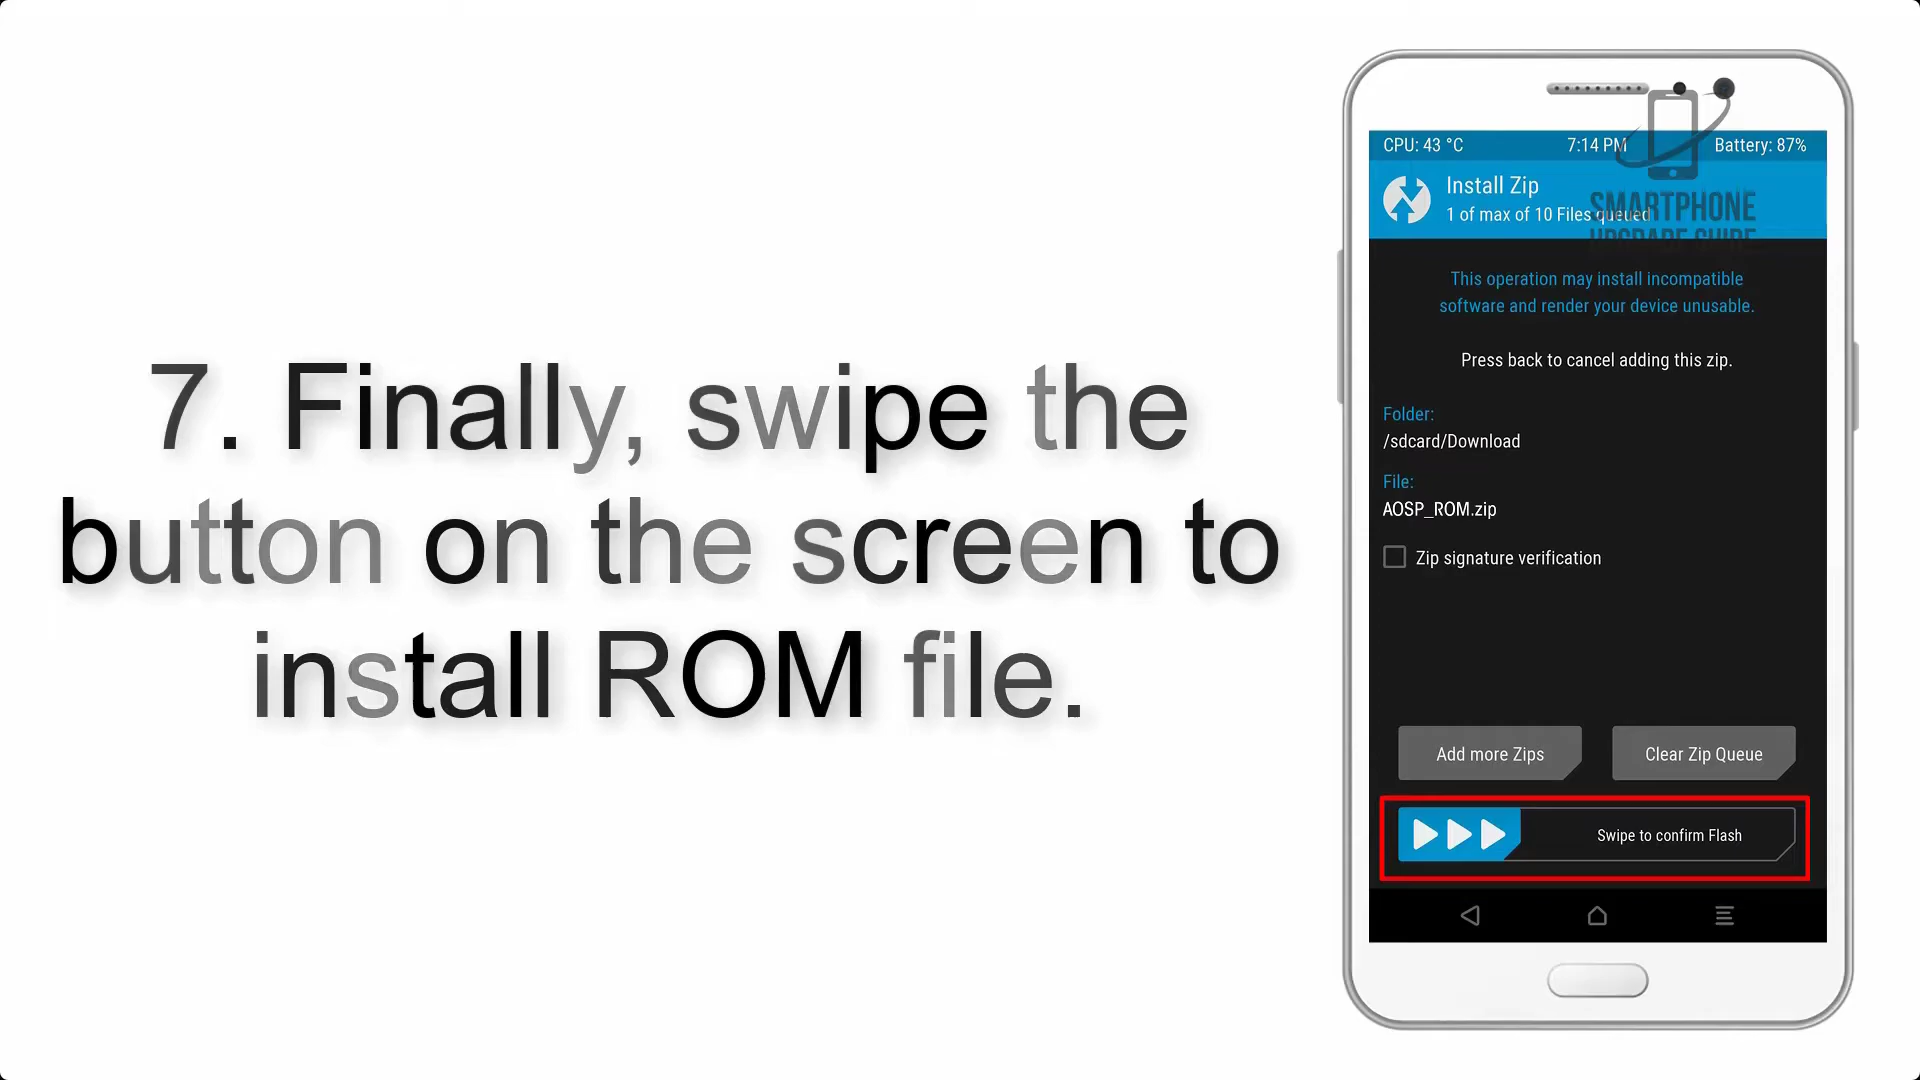 7. Finally, swipe the
button on the screen to
install ROM file.
CPU: 43 °C 7:14 PM Battery: 87%
Install Zip
1 of max of 10 Files queued
SMARTPHONE
UPGRADE GUIDE
This operation may install incompatible
software and render your device unusable.
Press back to cancel adding this zip.
Folder:
/sdcard/Download
File:
AOSP_ROM.zip
Zip signature verification
Add more Zips Clear Zip Queue
Swipe to confirm Flash